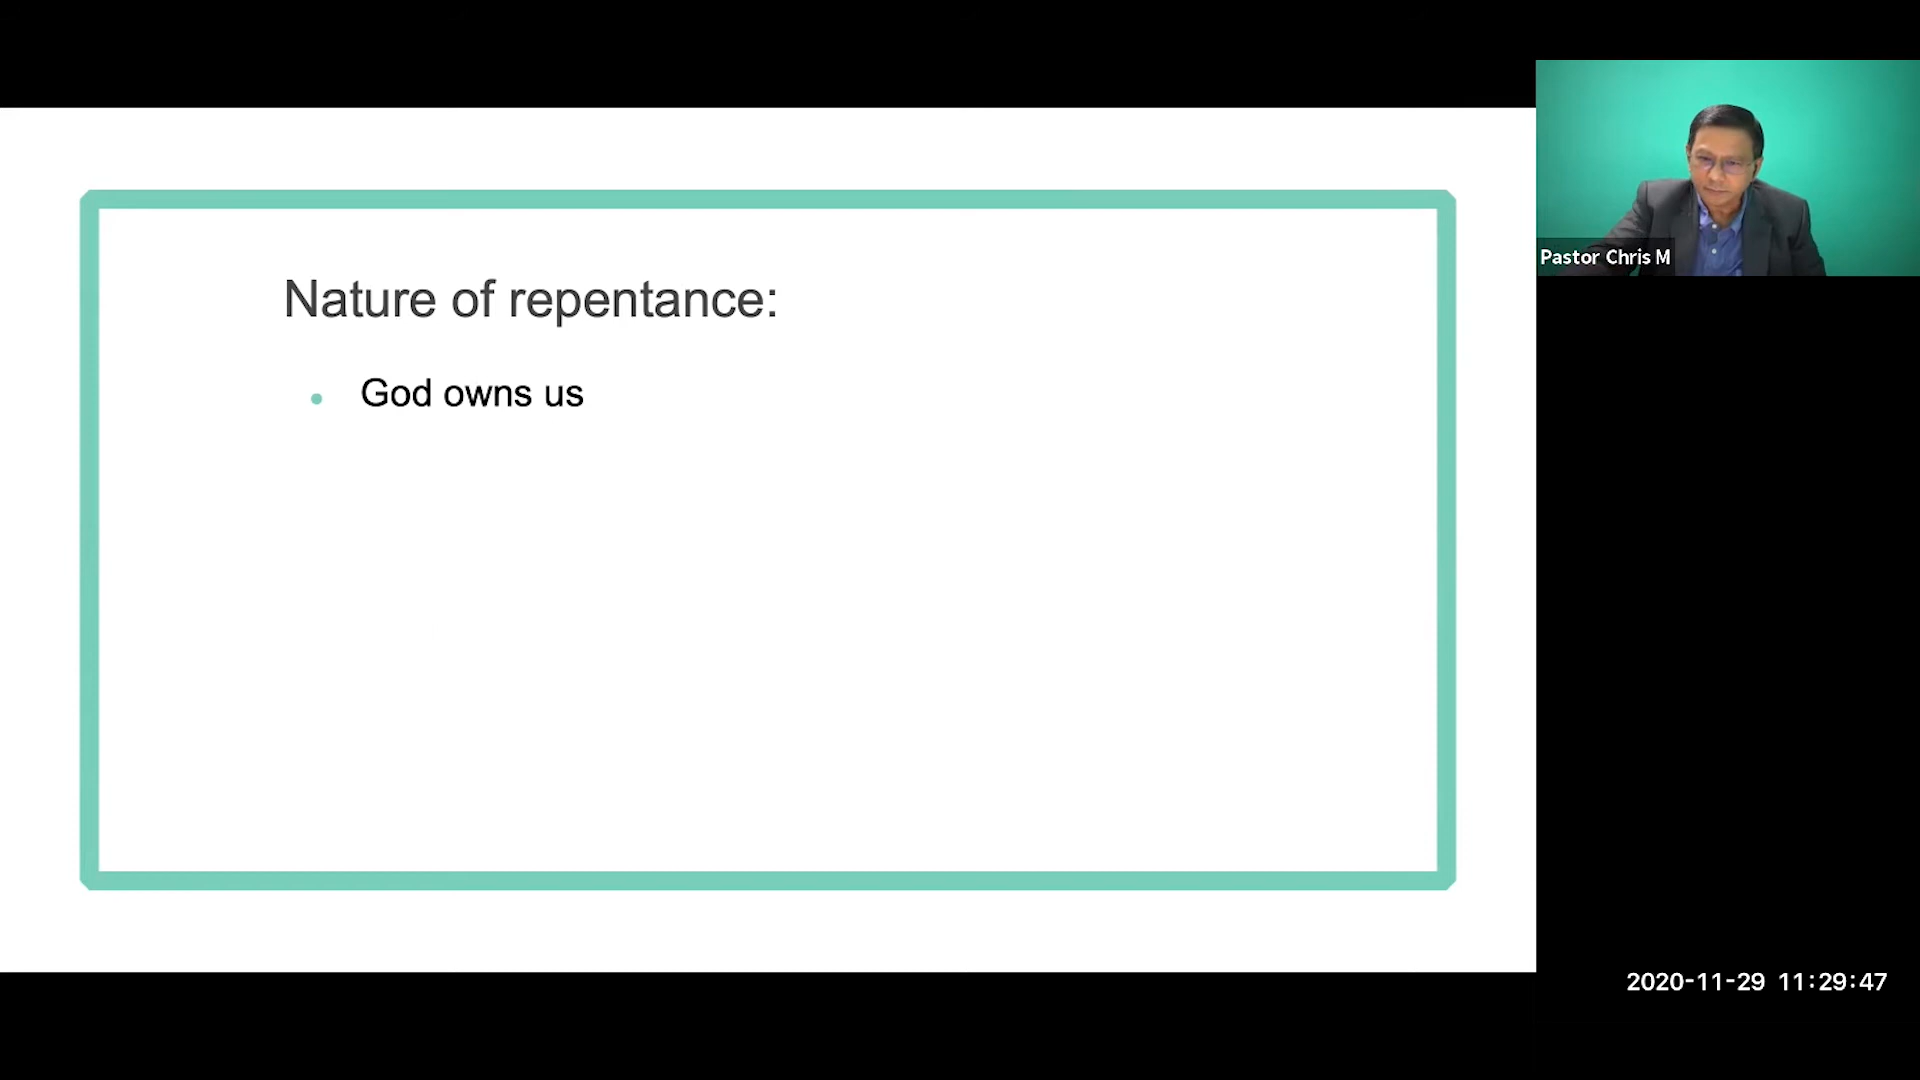 Nature of repentance:
God owns us
Pastor Chris M
2020-11-29 11:29:47